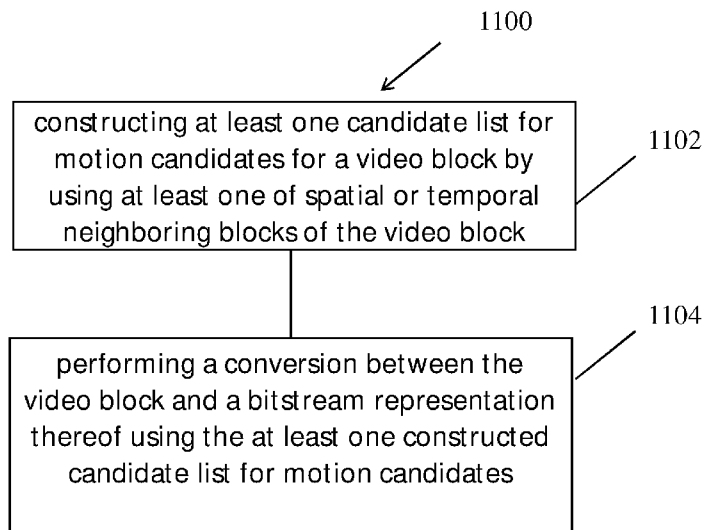 1100
constructing at least one candidate list for
motion candidates for a video block by
using at least one of spatial or temporal
neighboring blocks of the video block
1102
performing a conversion between the
video block and a bitstream representation
thereof using the at least one constructed
candidate list for motion candidates
1104